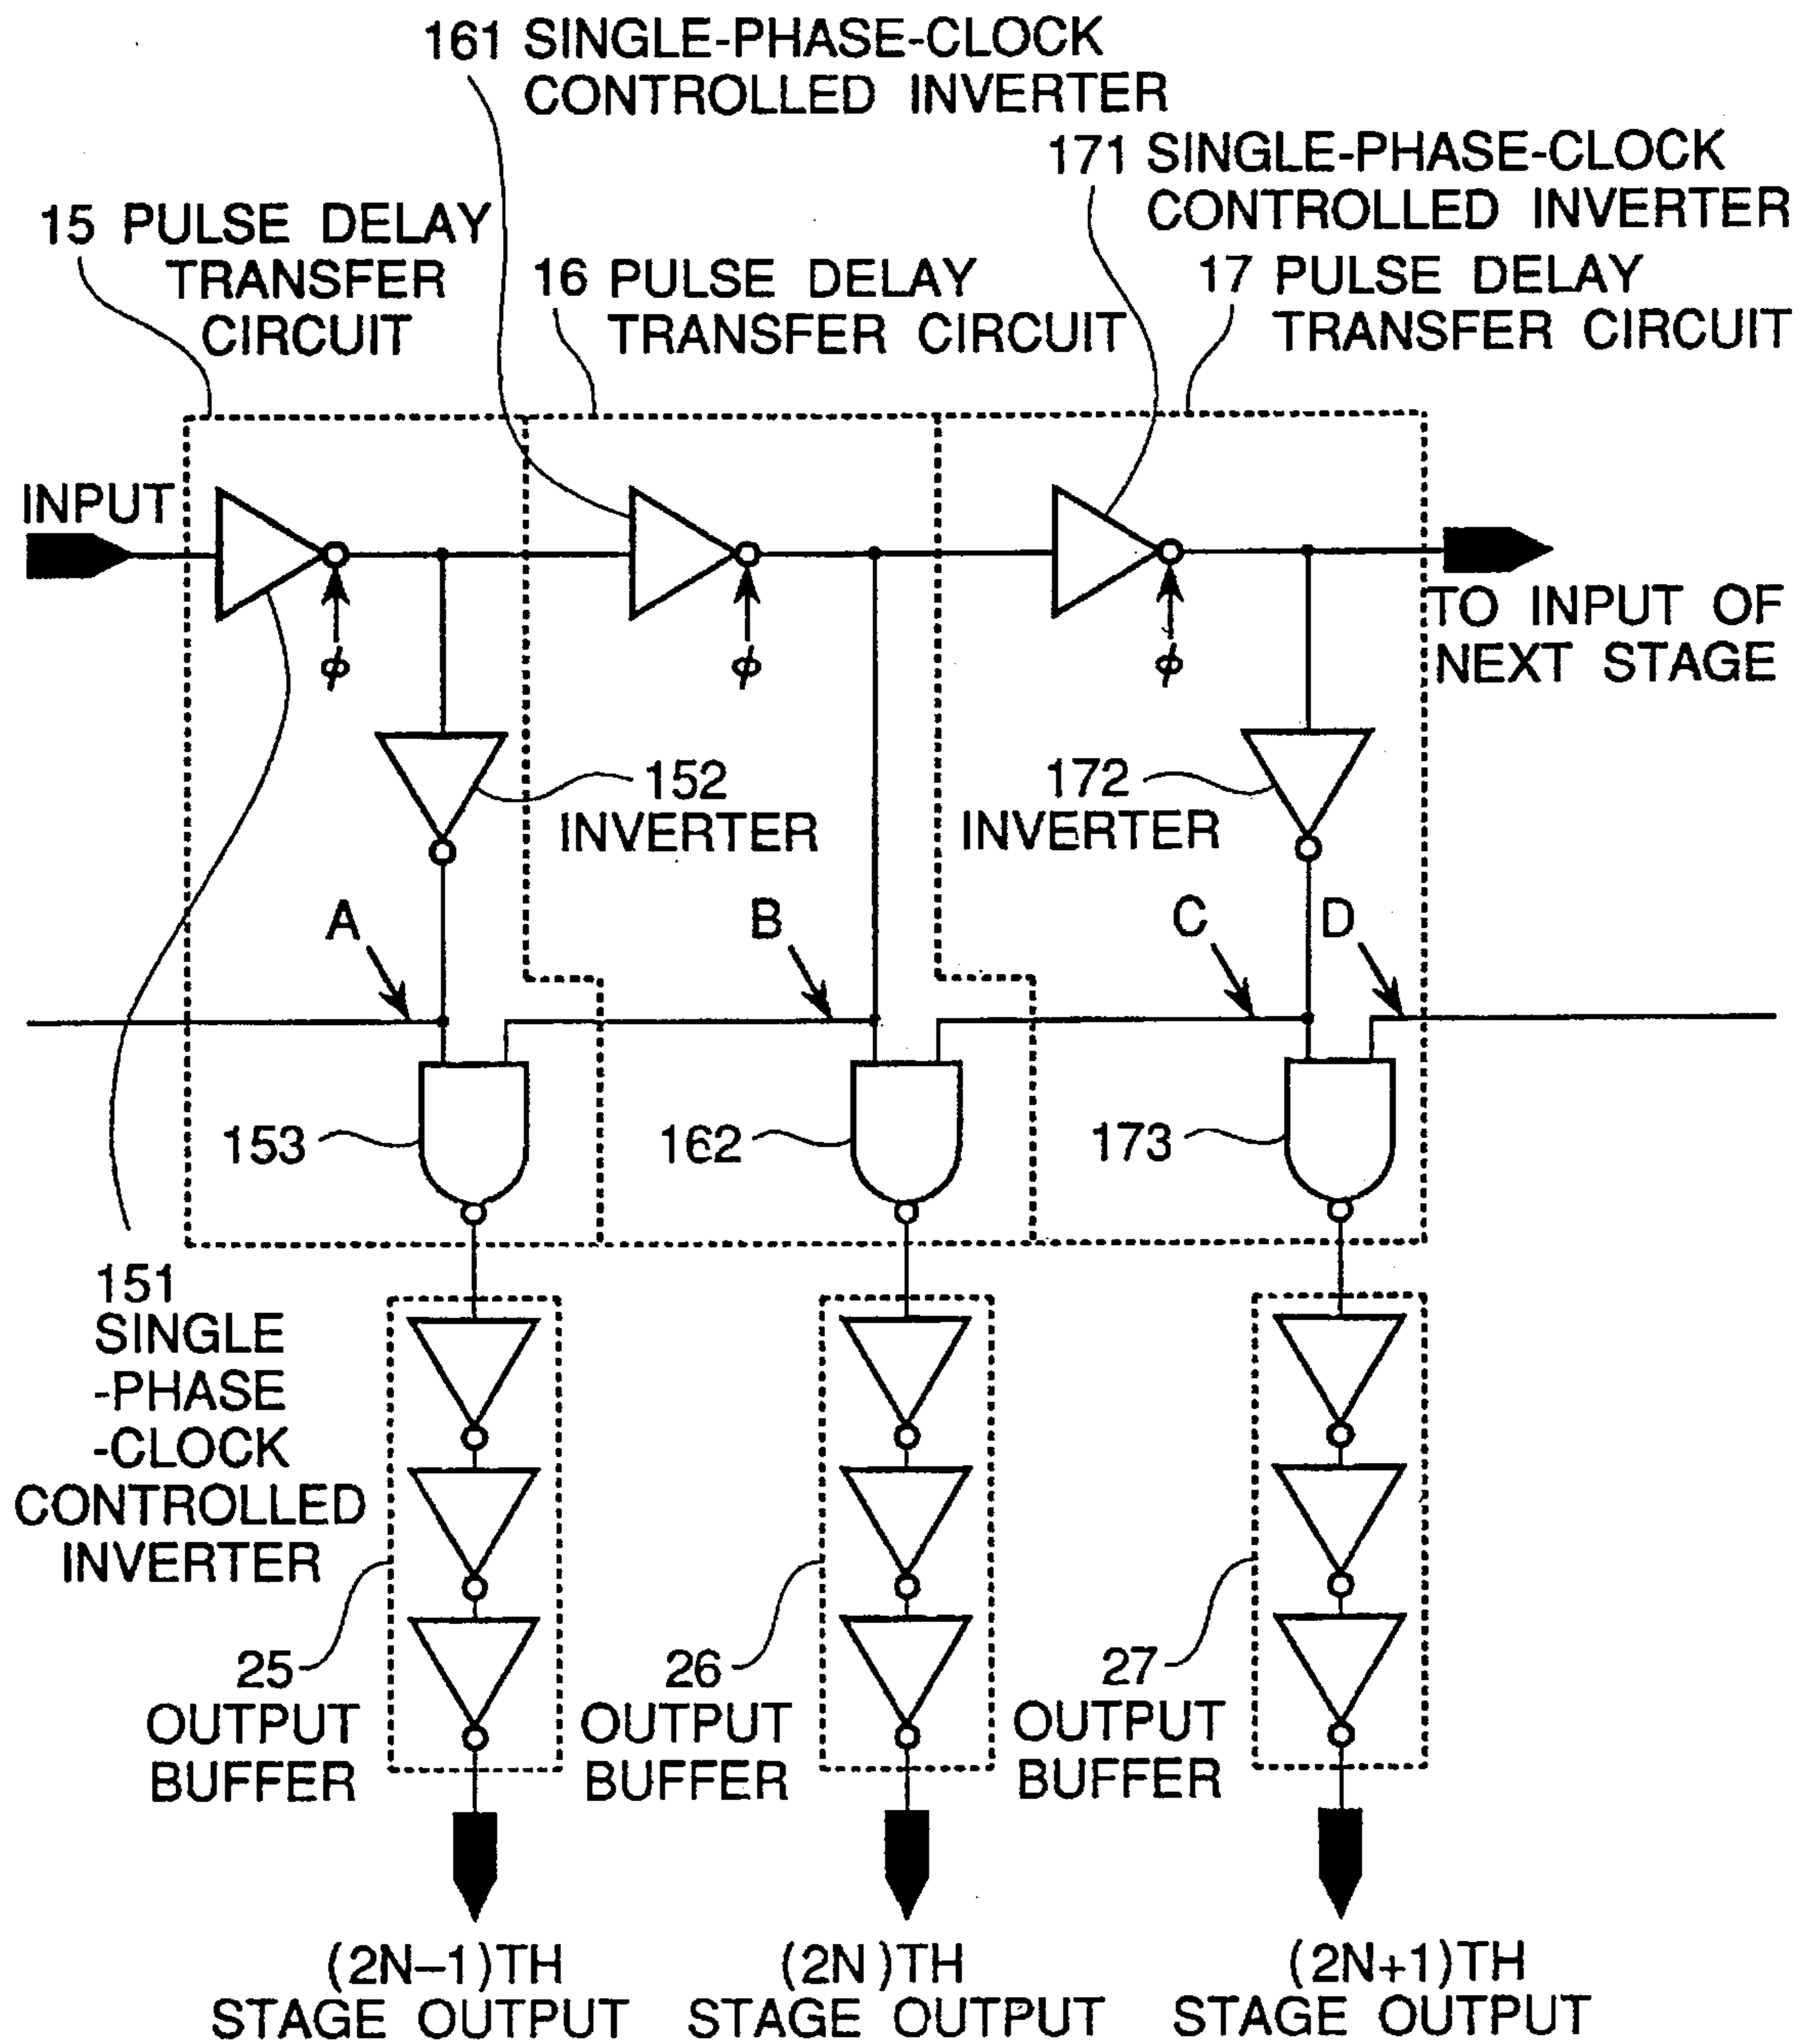 161 SINGLE-PHASE-CLOCK
CONTROLLED INVERTER
171 SINGLE-PHASE-CLOCK
CONTROLLED INVERTER
15 PULSE DELAY
TRANSFER
CIRCUIT
16 PULSE DELAY
TRANSFER CIRCUIT
17 PULSE DELAY
TRANSFER CIRCUIT
INPUT
ϕ
ϕ
ϕ
TO INPUT OF
NEXT STAGE
152
INVERTER
172
INVERTER
A
B
C
D
153
162
173
151
SINGLE
-PHASE
-CLOCK
CONTROLLED
INVERTER
25
OUTPUT
BUFFER
26
OUTPUT
BUFFER
27
OUTPUT
BUFFER
(2N–1)TH
STAGE OUTPUT
(2N )TH
STAGE OUTPUT
(2N+1)TH
STAGE OUTPUT